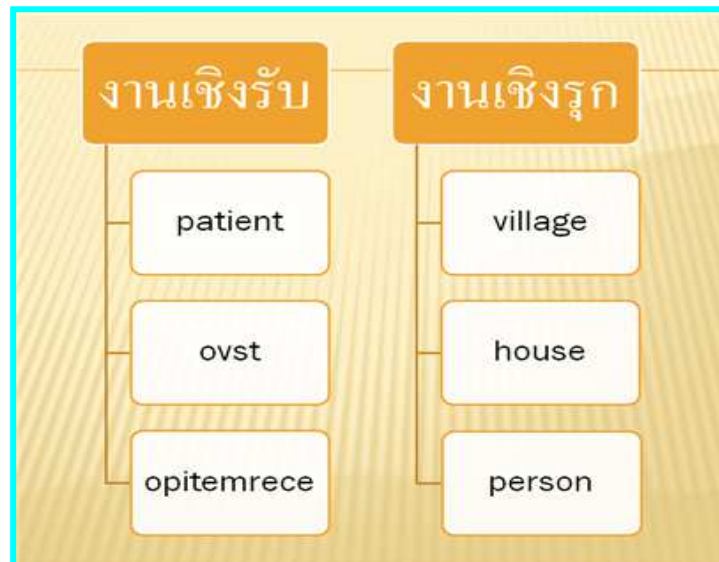 งานเชิงรับ
patient
ovst
opitemrece
งานเชิงรุก
village
house
person